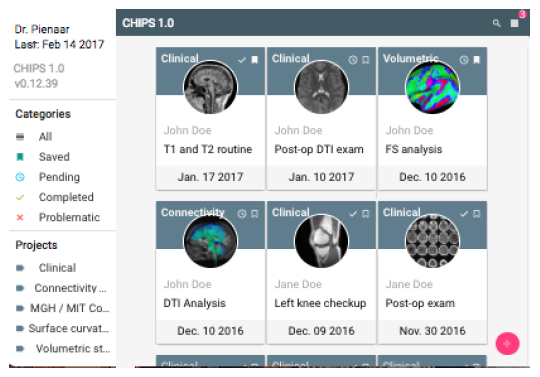 Dr. Pienaar
Last: Feb 14 2017
CHIPS 1.0
v0.12.39
Categories
All
Saved
Pending
Completed
Problematic
Projects
Clinical
Connectivity ...
MGH / MIT Co...
Surface curvat...
Volumetric st...
CHIPS 1.0
3
Clinical
John Doe
T1 and T2 routine
Jan. 17 2017
Clinical
John Doe
Post-op DTI exam
Jan. 10 2017
Volumetric
John Doe
FS analysis
Dec. 10 2016
Connectivity
John Doe
DTI Analysis
Dec. 10 2016
Clinical
Jane Doe
Left knee checkup
Dec. 09 2016
Clinical
Jane Doe
Post-op exam
Nov. 30 2016
Clinical
Clinical
Clinical